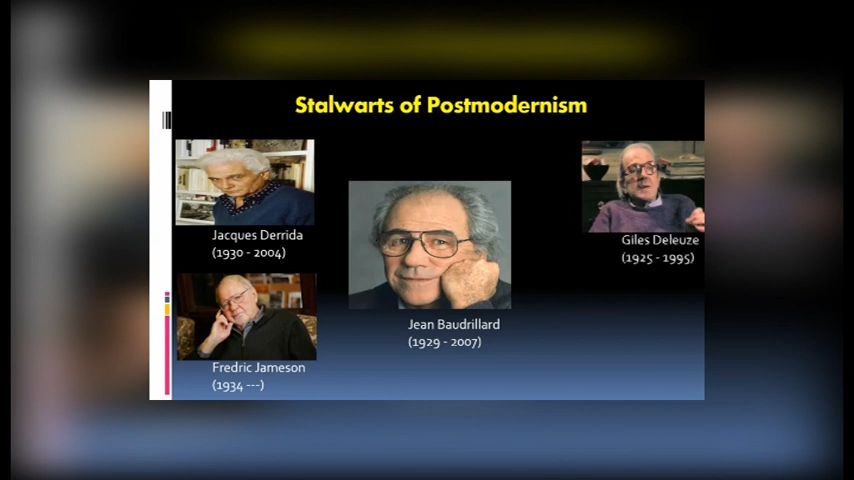 Stalwarts of Postmodernism
Jacques Derrida
(1930 - 2004)
Giles Deleuze
(1925 - 1995)
Jean Baudrillard
(1929 - 2007)
Fredric Jameson
(1934 ---)